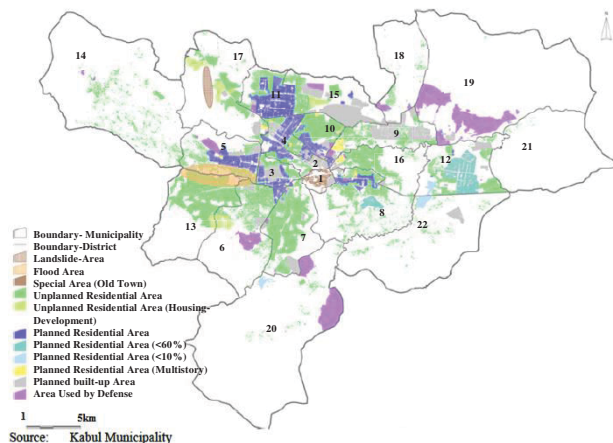 14
17
18
19
11
15
10
9
4
5
2
16
12
21
3
1
13
8
22
6
7
20
Boundary- Municipality
Boundary-District
Landslide-Area
Flood Area
Special Area (Old Town)
Unplanned Residential Area
Unplanned Residential Area (Housing-
Development)
Planned Residential Area
Planned Residential Area (<60%)
Planned Residential Area (<10%)
Planned Residential Area (Multistory)
Planned built-up Area
Area Used by Defense
1 5km
Source: Kabul Municipality